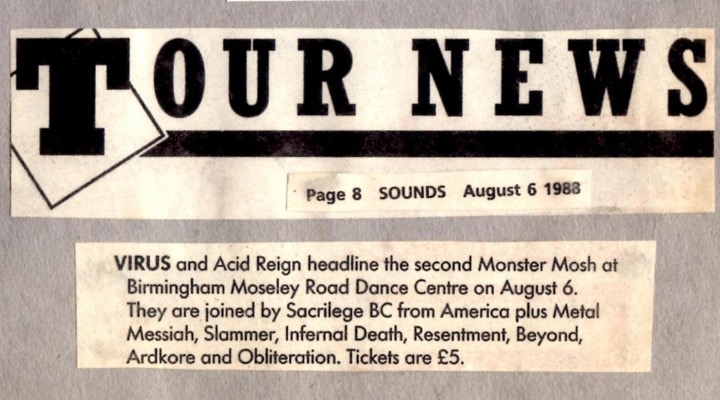 TOUR NEWS
Page 8 SOUNDS August 6 1988
VIRUS and Acid Reign headline the second Monster Mosh at
Birmingham Moseley Road Dance Centre on August 6.
They are joined by Sacrilege BC from America plus Metal
Messiah, Slammer, Infernal Death, Resentment, Beyond,
Ardkore and Obliteration. Tickets are £5.